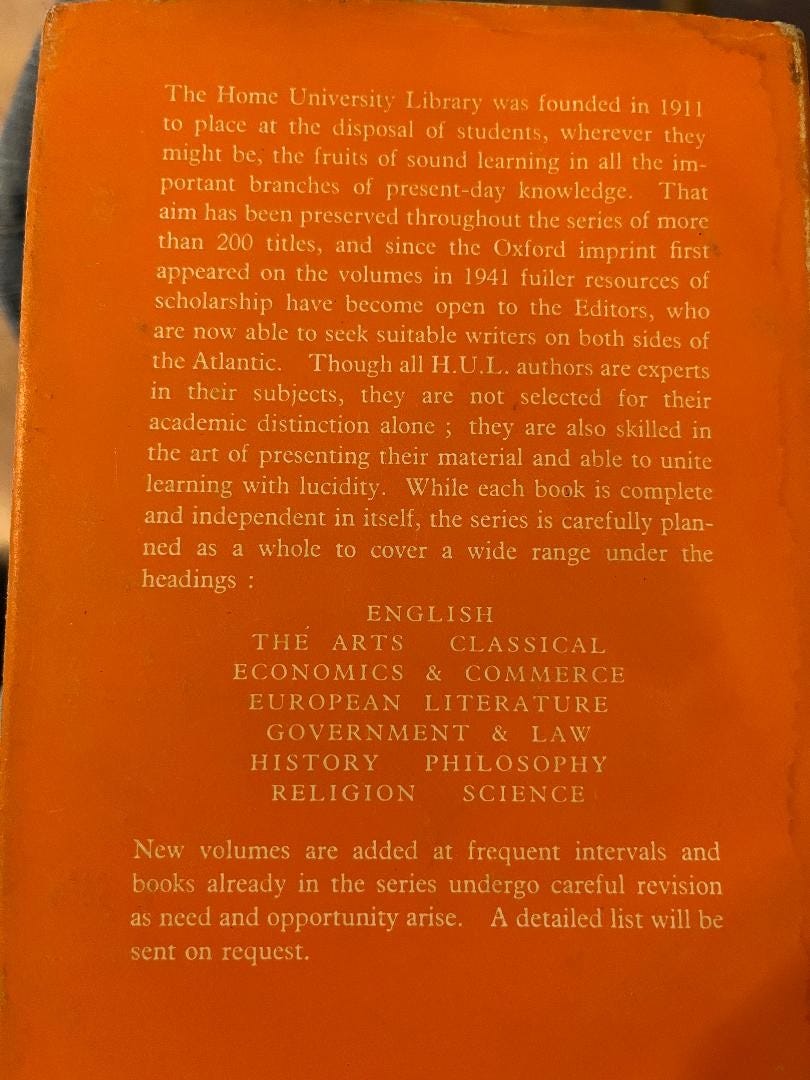 The Home University Library was founded in 1911
to place at the disposal of students, wherever they
might be, the fruits of sound learning in all the im-
portant branches of present-day knowledge. That
aim has been preserved throughout the series of more
than 200 titles, and since the Oxford imprint first
appeared on the volumes in 1941 fuller resources of
scholarship have become open to the Editors, who
are now able to seek suitable writers on both sides of
the Atlantic. Though all H.U.L. authors are experts
in their subjects, they are not selected for their
academic distinction alone ; they are also skilled in
the art of presenting their material and able to unite
learning with lucidity. While each book is complete
and independent in itself, the series is carefully plan-
ned as a whole to cover a wide range under the
headings :
ENGLISH
THE ARTS CLASSICAL
ECONOMICS & COMMERCE
EUROPEAN LITERATURE
GOVERNMENT & LAW
HISTORY PHILOSOPHY
RELIGION SCIENCE
New volumes are added at frequent intervals and
books already in the series undergo careful revision
as need and opportunity arise. A detailed list will be
sent on request.